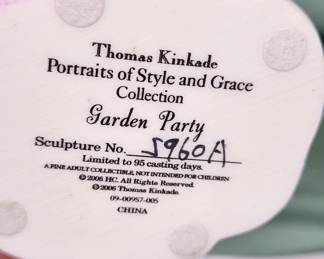 Thomas Kinkade
Portraits of Style and Grace
Collection
Garden Party
Sculpture No. 5960A
Limited to 95 casting days.
A FINE ADULT COLLECTIBLE, NOT INTENDED FOR CHILDREN
© 2006 HC. All Rights Reserved
© 2006 Thomas Kinkade
09-00957-005
CHINA